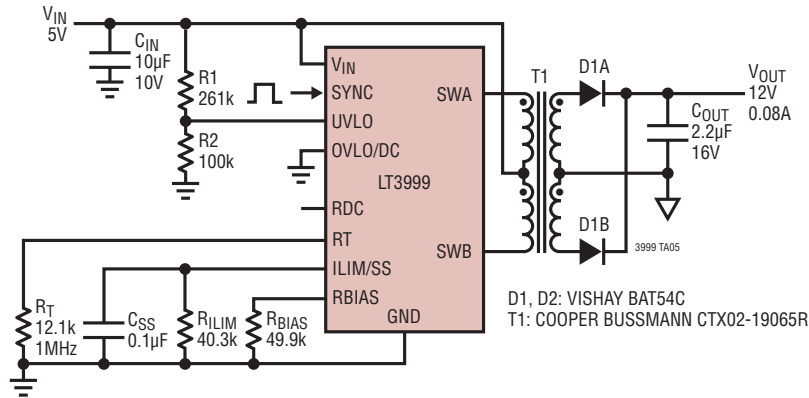 VIN
5V
CIN
10µF
10V
R1
261k
R2
100k
VIN
SYNC
UVLO
OVLO/DC
LT3999
RDC
RT
ILIM/SS
RBIAS
GND
SWA
SWB
T1
D1A
D1B
VOUT
12V
0.08A
COUT
2.2µF
16V
3999 TA05
RT
12.1k
1MHz
CSS
0.1µF
RILIM
40.3k
RBIAS
49.9k
D1, D2: VISHAY BAT54C
T1: COOPER BUSSMANN CTX02-19065R